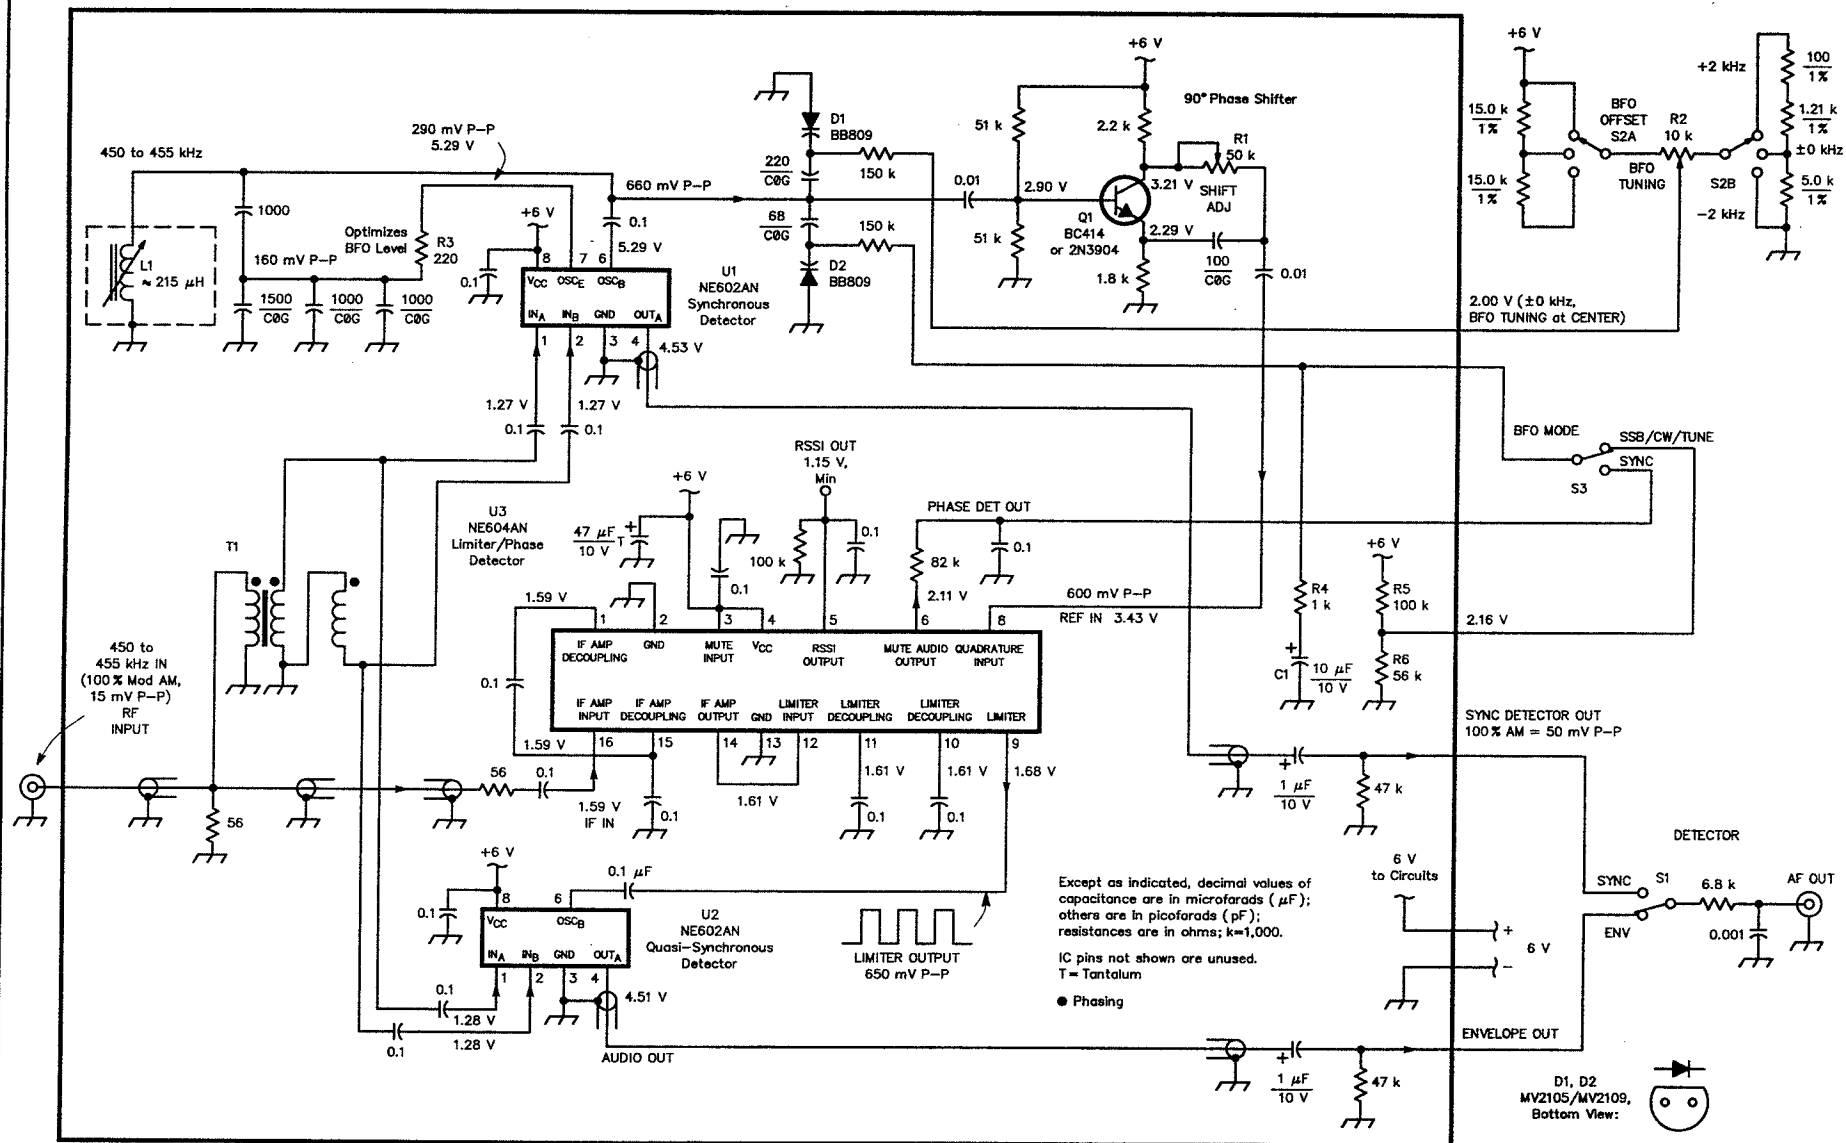 450 to 455 kHz
290 mV P-P
5.29 V
1000
L1
≈ 215 μH
160 mV P-P
Optimizes
BFO Level
R3
220
1500
C0G
1000
C0G
1000
C0G
+6 V
0.1
8
7
6
VCC
OSCE
OSCB
INA
INB
GND
OUTA
1
2
3
4
0.1
5.29 V
660 mV P-P
U1
NE602AN
Synchronous
Detector
4.53 V
1.27 V
1.27 V
0.1
0.1
D1
BB809
220
C0G
150 k
68
C0G
150 k
D2
BB809
0.01
+6 V
90° Phase Shifter
51 k
2.2 k
R1
50 k
SHIFT
ADJ
2.90 V
3.21 V
Q1
BC414
or 2N3904
2.29 V
51 k
1.8 k
100
C0G
0.01
+6 V
15.0 k
1%
15.0 k
1%
BFO
OFFSET
S2A
R2
10 k
BFO
TUNING
S2B
+2 kHz
±0 kHz
-2 kHz
100
1%
1.21 k
1%
5.0 k
1%
2.00 V (±0 kHz,
BFO TUNING at CENTER)
BFO MODE
SSB/CW/TUNE
SYNC
S3
RSSI OUT
1.15 V,
Min
+6 V
47 μF
10 V
+
T
0.1
100 k
0.1
PHASE DET OUT
82 k
0.1
2.11 V
U3
NE604AN
Limiter/Phase
Detector
T1
1.59 V
1
2
3
4
5
6
8
IF AMP
DECOUPLING
GND
MUTE
INPUT
VCC
RSSI
OUTPUT
MUTE AUDIO
OUTPUT
QUADRATURE
INPUT
600 mV P-P
REF IN 3.43 V
0.1
IF AMP
INPUT
IF AMP
DECOUPLING
IF AMP
OUTPUT
GND
LIMITER
INPUT
LIMITER
DECOUPLING
LIMITER
DECOUPLING
LIMITER
16
15
14
13
12
11
10
9
1.59 V
1.61 V
1.61 V
1.61 V
1.68 V
56
0.1
1.59 V
IF IN
0.1
0.1
0.1
R4
1 k
+
C1
10 μF
10 V
+6 V
R5
100 k
2.16 V
R6
56 k
450 to
455 kHz IN
(100% Mod AM,
15 mV P-P)
RF
INPUT
56
SYNC DETECTOR OUT
100% AM = 50 mV P-P
+
1 μF
10 V
47 k
+6 V
0.1
8
6
VCC
OSCB
INA
INB
GND
OUTA
1
2
3
4
0.1 μF
U2
NE602AN
Quasi-Synchronous
Detector
4.51 V
0.1
1.28 V
0.1
1.28 V
AUDIO OUT
LIMITER OUTPUT
650 mV P-P
Except as indicated, decimal values of
capacitance are in microfarads ( μF);
others are in picofarads (pF);
resistances are in ohms; k=1,000.
IC pins not shown are unused.
T= Tantalum
● Phasing
6 V
to Circuits
+
6 V
-
DETECTOR
SYNC
S1
ENV
6.8 k
0.001
AF OUT
ENVELOPE OUT
+
1 μF
10 V
47 k
D1, D2
MV2105/MV2109,
Bottom View: